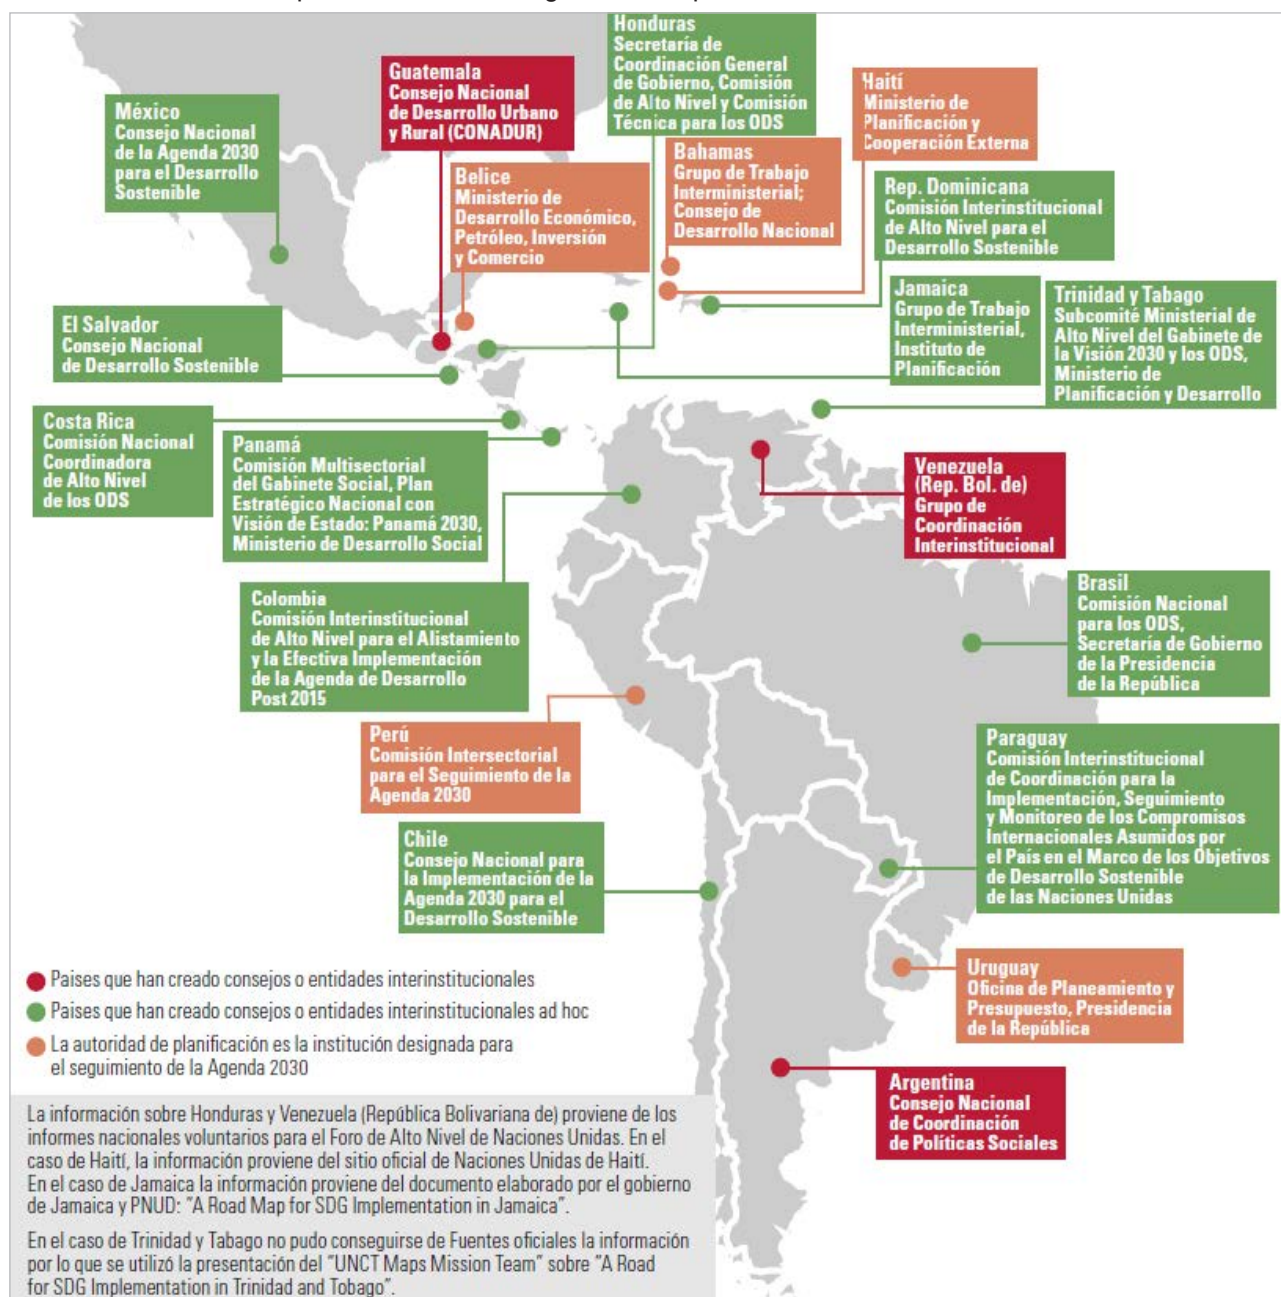 Honduras
Secretaría de
Coordinación General
de Gobierno, Comisión
de Alto Nivel y Comisión
Técnica para los ODS
Guatemala
Consejo Nacional
de Desarrollo Urbano
y Rural (CONADUR)
Haití
Ministerio de
Planificación y
Cooperación Externa
México
Consejo Nacional
de la Agenda 2030
para el Desarrollo
Sostenible
Bahamas
Grupo de Trabajo
Interministerial;
Consejo de
Desarrollo Nacional
Belice
Ministerio de
Desarrollo Económico,
Petróleo, Inversión
y Comercio
Rep. Dominicana
Comisión Interinstitucional
de Alto Nivel para el
Desarrollo Sostenible
Jamaica
Grupo de Trabajo
Interministerial,
Instituto de
Planificación
Trinidad y Tabago
Subcomité Ministerial de
Alto Nivel del Gabinete de
la Visión 2030 y los ODS,
Ministerio de
Planificación y Desarrollo
El Salvador
Consejo Nacional
de Desarrollo Sostenible
Costa Rica
Comisión Nacional
Coordinadora
de Alto Nivel
de los ODS
Panamá
Comisión Multisectorial
del Gabinete Social, Plan
Estratégico Nacional con
Visión de Estado: Panamá 2030,
Ministerio de Desarrollo Social
Venezuela
(Rep. Bol. de)
Grupo de
Coordinación
Interinstitucional
Colombia
Comisión Interinstitucional
de Alto Nivel para el Alistamiento
y la Efectiva Implementación
de la Agenda de Desarrollo
Post 2015
Brasil
Comisión Nacional
para los ODS,
Secretaría de Gobierno
de la Presidencia
de la República
Perú
Comisión Intersectorial
para el Seguimiento de la
Agenda 2030
Paraguay
Comisión Interinstitucional
de Coordinación para la
Implementación, Seguimiento
y Monitoreo de los Compromisos
Internacionales Asumidos por
el País en el Marco de los Objetivos
de Desarrollo Sostenible
de las Naciones Unidas
Chile
Consejo Nacional para
la Implementación de la
Agenda 2030 para el
Desarrollo Sostenible
Uruguay
Oficina de Planeamiento y
Presupuesto, Presidencia
de la República
Argentina
Consejo Nacional
de Coordinación
de Políticas Sociales
Paises que han creado consejos o entidades interinstitucionales
Paises que han creado consejos o entidades interinstitucionales ad hoc
La autoridad de planificación es la institución designada para
el seguimiento de la Agenda 2030
La información sobre Honduras y Venezuela (República Bolivariana de) proviene de los
informes nacionales voluntarios para el Foro de Alto Nivel de Naciones Unidas. En el
caso de Haití, la información proviene del sitio oficial de Naciones Unidas de Haití.
En el caso de Jamaica la información proviene del documento elaborado por el gobierno
de Jamaica y PNUD: "A Road Map for SDG Implementation in Jamaica".
En el caso de Trinidad y Tabago no pudo conseguirse de Fuentes oficiales la información
por lo que se utilizó la presentación del "UNCT Maps Mission Team" sobre "A Road
for SDG Implementation in Trinidad and Tobago".